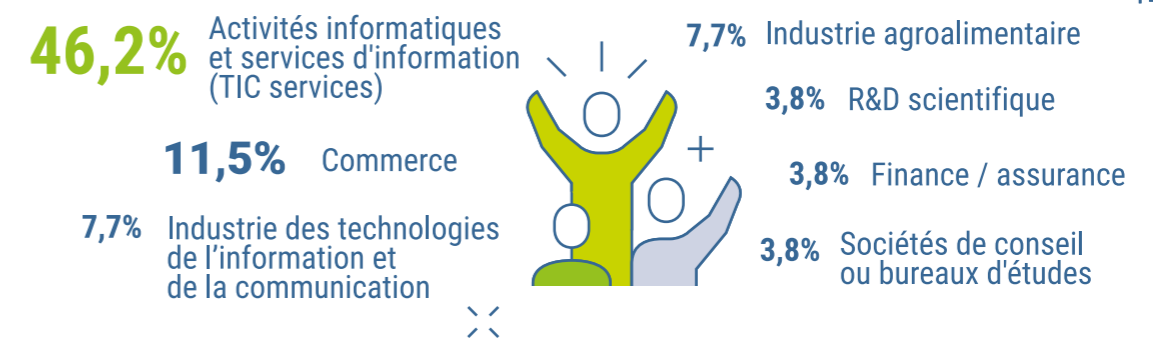 46,2% Activités informatiques
et services d'information
(TIC services)
11,5% Commerce
7,7% Industrie des technologies
de l’information et
de la communication
7,7% Industrie agroalimentaire
3,8% R&D scientifique
3,8% Finance / assurance
3,8% Sociétés de conseil
ou bureaux d'études